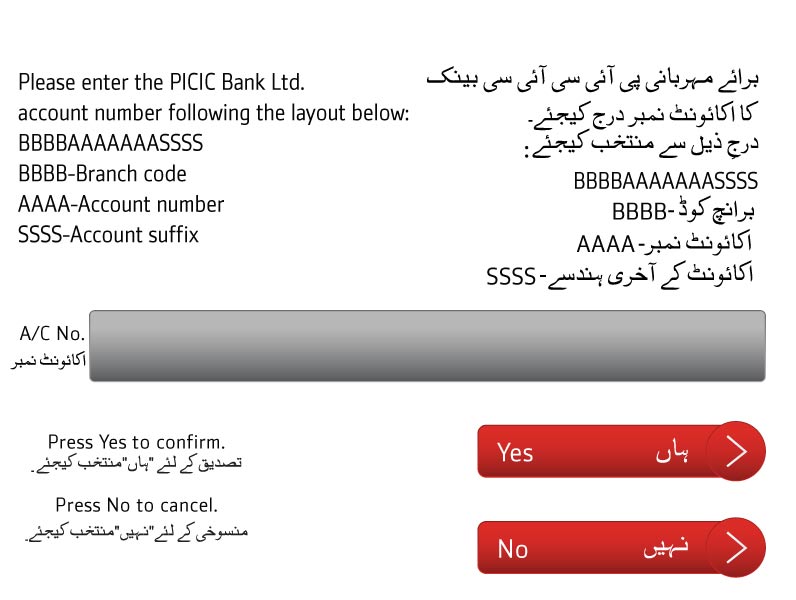 Please enter the PICIC Bank Ltd.
account number following the layout below:
BBBBAAAAAAASSSS
BBBB-Branch code
AAAA-Account number
SSSS-Account suffix
برائے مہربانی پی آئی سی آئی سی بینک
کا اکائونٹ نمبر درج کیجئے۔
درجِ ذیل سے منتخب کیجئے:
BBBBAAAAAAASSSS
برانچ کوڈ-BBBB
اکائونٹ نمبر-AAAA
اکائونٹ کے آخری ہندسے-SSSS
A/C No.
اکائونٹ نمبر
Press Yes to confirm.
تصدیق کے لئے "ہاں"منتخب کیجئے۔
Yes ہاں
Press No to cancel.
منسوخی کے لئے"نہیں"منتخب کیجئے۔
No نہیں